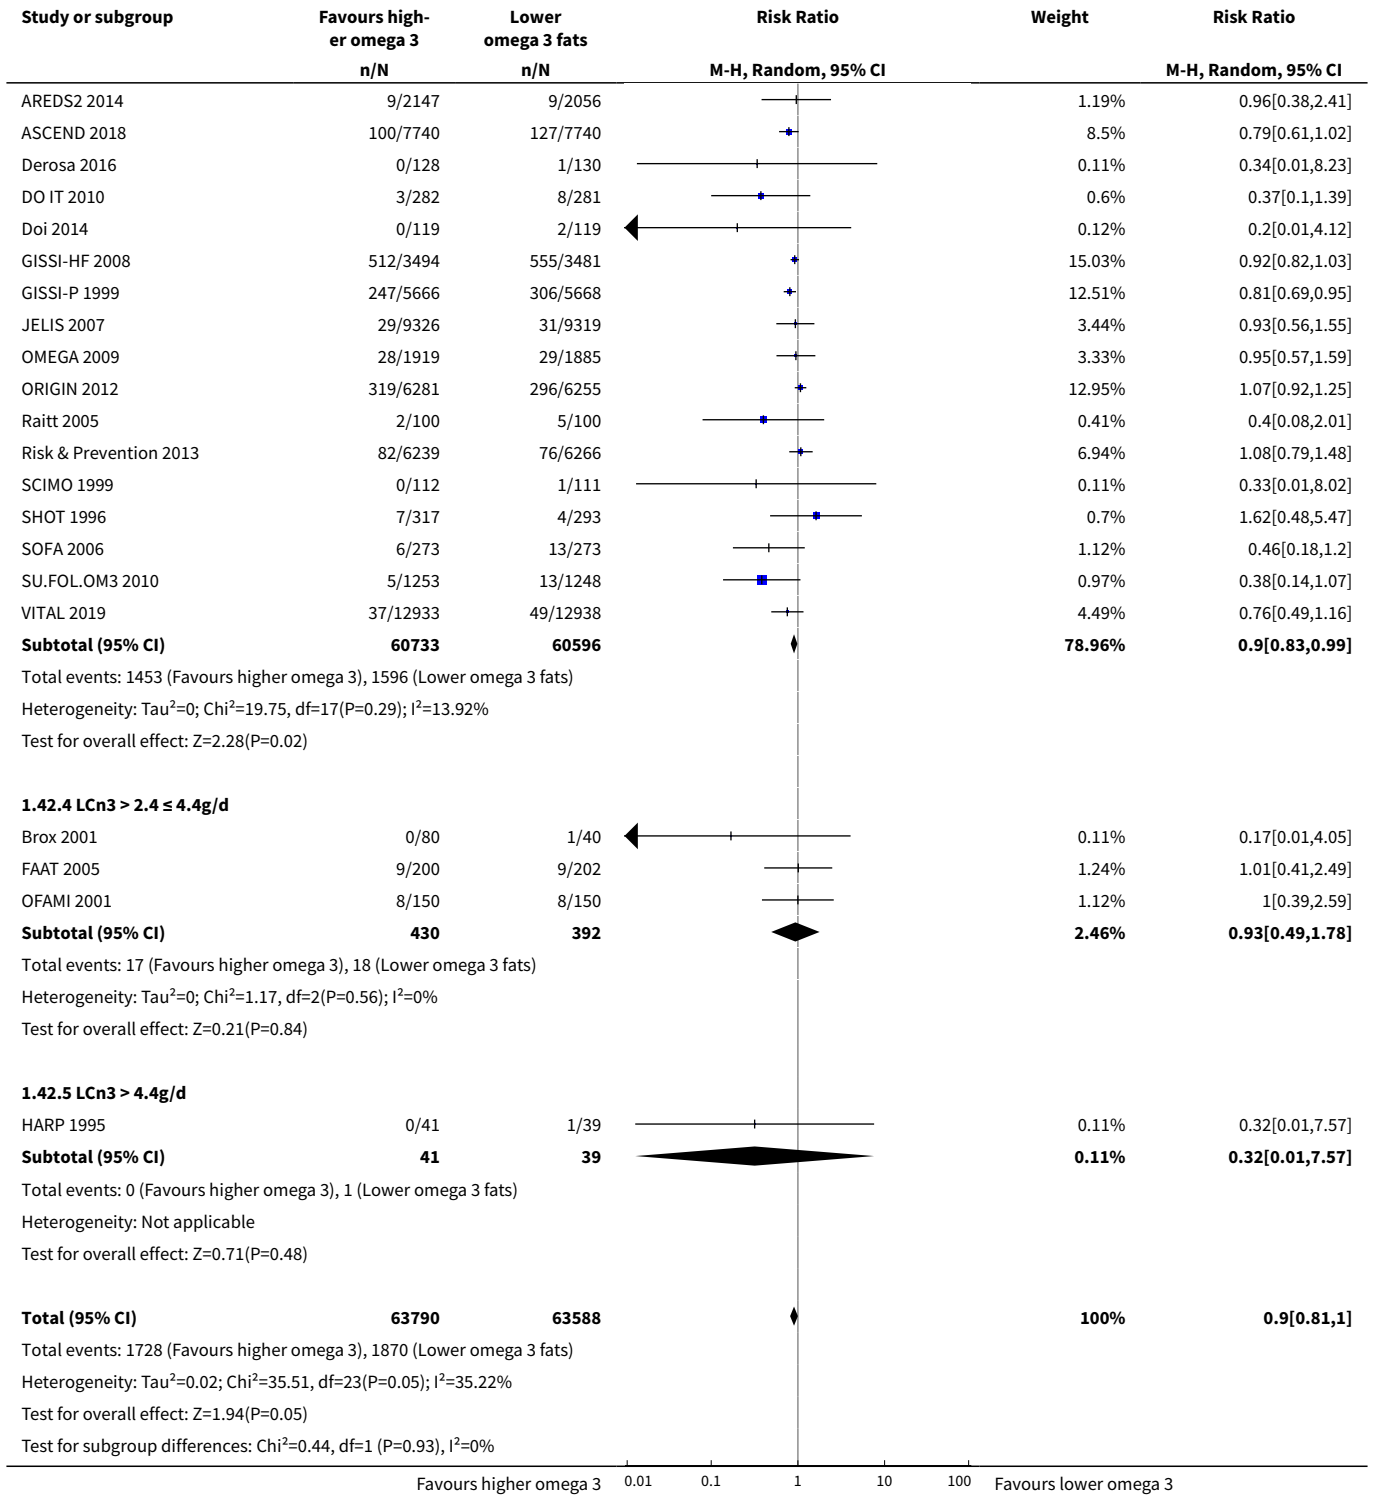 Study or subgroup Favours high- Lower Risk Ratio Weight Risk Ratio
er omega 3 omega 3 fats
n/N n/N M-H, Random, 95% CI M-H, Random, 95% CI
AREDS2 2014 9/2147 9/2056 1.19% 0.96[0.38,2.41]
ASCEND 2018 100/7740 127/7740 8.5% 0.79[0.61,1.02]
Derosa 2016 0/128 1/130 0.11% 0.34[0.01,8.23]
DO IT 2010 3/282 8/281 0.6% 0.37[0.1,1.39]
Doi 2014 0/119 2/119 0.12% 0.2[0.01,4.12]
GISSI-HF 2008 512/3494 555/3481 15.03% 0.92[0.82,1.03]
GISSI-P 1999 247/5666 306/5668 12.51% 0.81[0.69,0.95]
JELIS 2007 29/9326 31/9319 3.44% 0.93[0.56,1.55]
OMEGA 2009 28/1919 29/1885 3.33% 0.95[0.57,1.59]
ORIGIN 2012 319/6281 296/6255 12.95% 1.07[0.92,1.25]
Raitt 2005 2/100 5/100 0.41% 0.4[0.08,2.01]
Risk & Prevention 2013 82/6239 76/6266 6.94% 1.08[0.79,1.48]
SCIMO 1999 0/112 1/111 0.11% 0.33[0.01,8.02]
SHOT 1996 7/317 4/293 0.7% 1.62[0.48,5.47]
SOFA 2006 6/273 13/273 1.12% 0.46[0.18,1.2]
SU.FOL.OM3 2010 5/1253 13/1248 0.97% 0.38[0.14,1.07]
VITAL 2019 37/12933 49/12938 4.49% 0.76[0.49,1.16]
Subtotal (95% CI) 60733 60596 78.96% 0.9[0.83,0.99]
Total events: 1453 (Favours higher omega 3), 1596 (Lower omega 3 fats)
Heterogeneity: Tau²=0; Chi²=19.75, df=17(P=0.29); I²=13.92%
Test for overall effect: Z=2.28(P=0.02)
1.42.4 LCn3 > 2.4 ≤ 4.4g/d
Brox 2001 0/80 1/40 0.11% 0.17[0.01,4.05]
FAAT 2005 9/200 9/202 1.24% 1.01[0.41,2.49]
OFAMI 2001 8/150 8/150 1.12% 1[0.39,2.59]
Subtotal (95% CI) 430 392 2.46% 0.93[0.49,1.78]
Total events: 17 (Favours higher omega 3), 18 (Lower omega 3 fats)
Heterogeneity: Tau²=0; Chi²=1.17, df=2(P=0.56); I²=0%
Test for overall effect: Z=0.21(P=0.84)
1.42.5 LCn3 > 4.4g/d
HARP 1995 0/41 1/39 0.11% 0.32[0.01,7.57]
Subtotal (95% CI) 41 39 0.11% 0.32[0.01,7.57]
Total events: 0 (Favours higher omega 3), 1 (Lower omega 3 fats)
Heterogeneity: Not applicable
Test for overall effect: Z=0.71(P=0.48)
Total (95% CI) 63790 63588 100% 0.9[0.81,1]
Total events: 1728 (Favours higher omega 3), 1870 (Lower omega 3 fats)
Heterogeneity: Tau²=0.02; Chi²=35.51, df=23(P=0.05); I²=35.22%
Test for overall effect: Z=1.94(P=0.05)
Test for subgroup differences: Chi²=0.44, df=1 (P=0.93), I²=0%
Favours higher omega 3 0.01 0.1 1 10 100 Favours lower omega 3